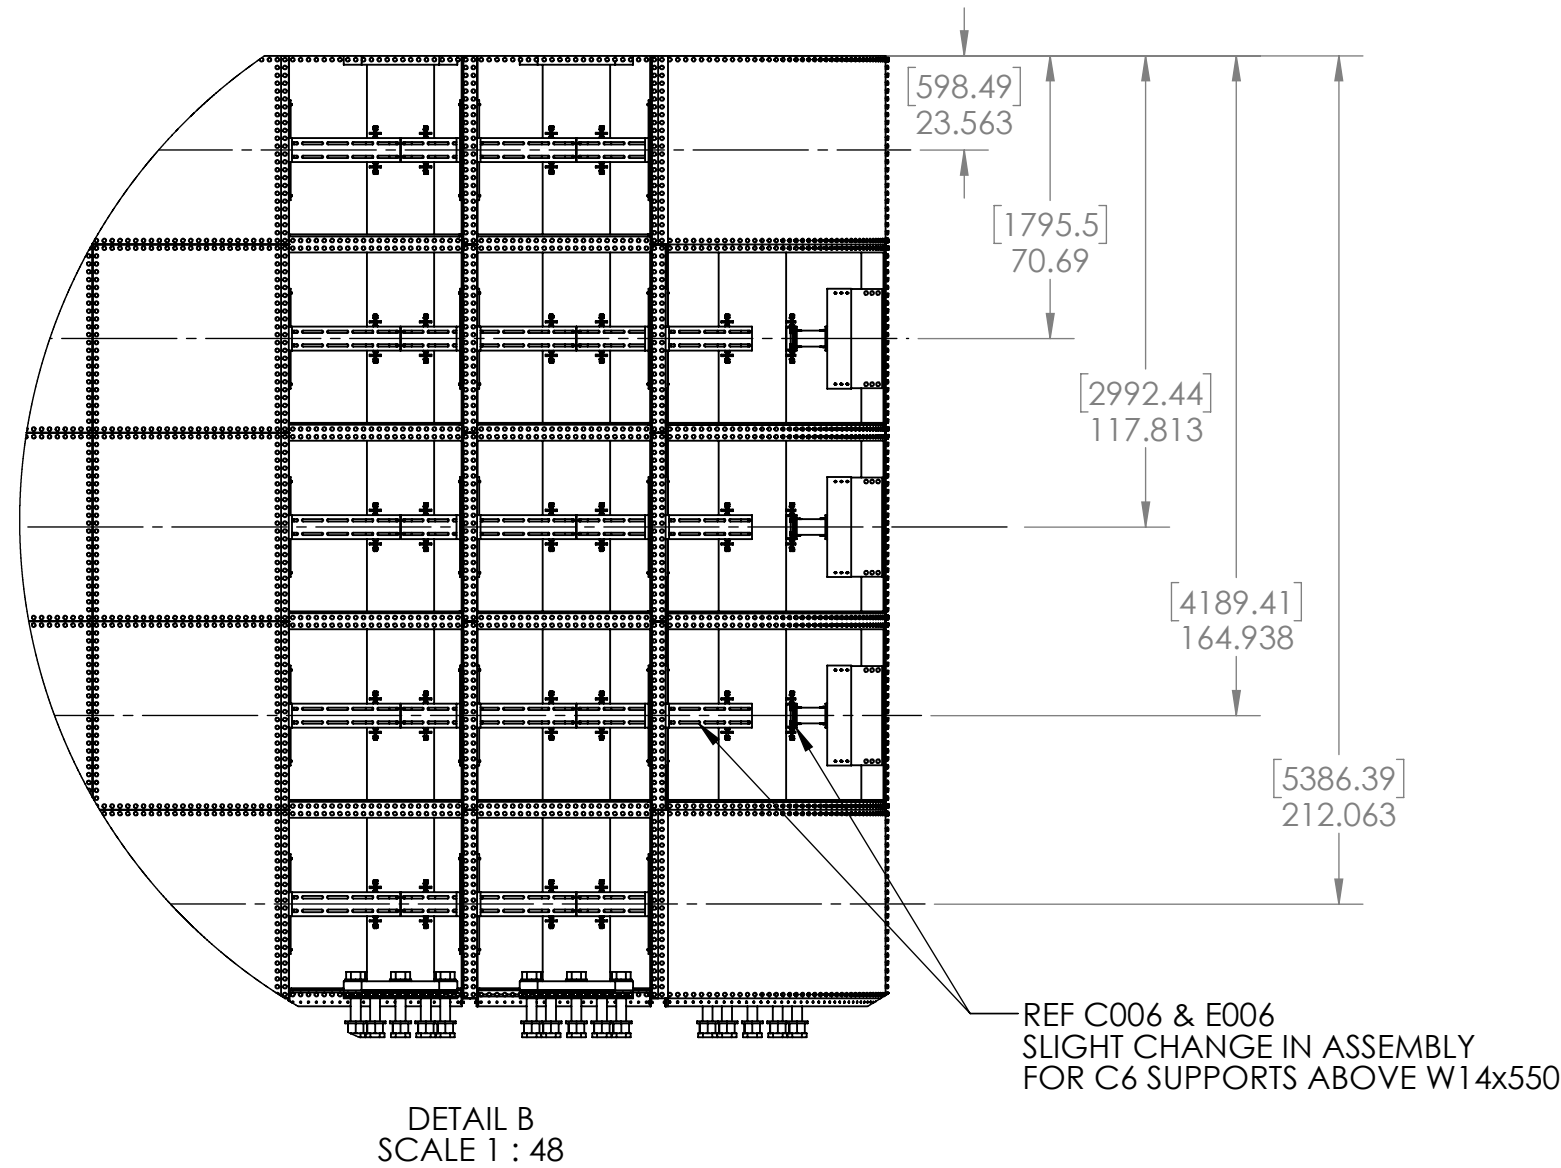 [598.49]
23.563
[1795.5]
70.69
[2992.44]
117.813
[4189.41]
164.938
[5386.39]
212.063
REF C006 & E006
SLIGHT CHANGE IN ASSEMBLY
FOR C6 SUPPORTS ABOVE W14x550
DETAIL B
SCALE 1 : 48